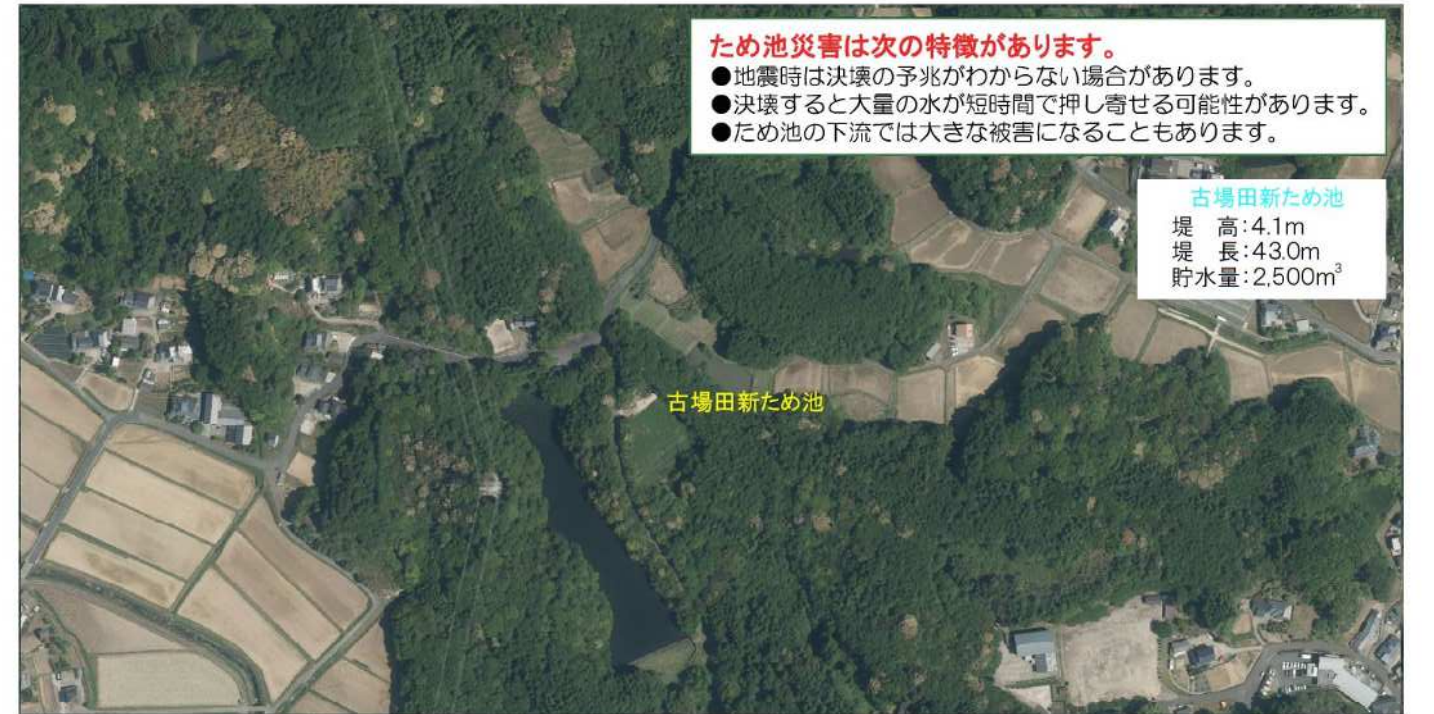 ため池災害は次の特徴があります。
●地震時は決壊の予兆がわからない場合があります。
●決壊すると大量の水が短時間で押し寄せる可能性があります。
●ため池の下流では大きな被害になることもあります。
古場田新ため池
堤　高:4.1m
堤　長:43.0m
貯水量:2,500m³
古場田新ため池